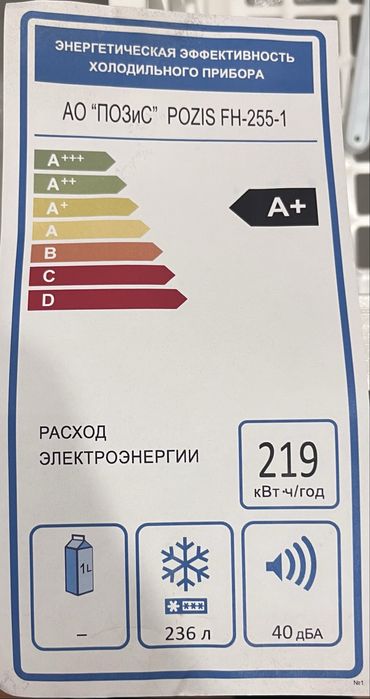 ЭНЕРГЕТИЧЕСКАЯ ЭФФЕКТИВНОСТЬ
ХОЛОДИЛЬНОГО ПРИБОРА
АО “ПОЗиС” POZIS FH-255-1
A+++
A++
A+
A
B
C
D
A+
РАСХОД
ЭЛЕКТРОЭНЕРГИИ
219
кВт·ч/год
1L
–
236 л
40 дБА
№1